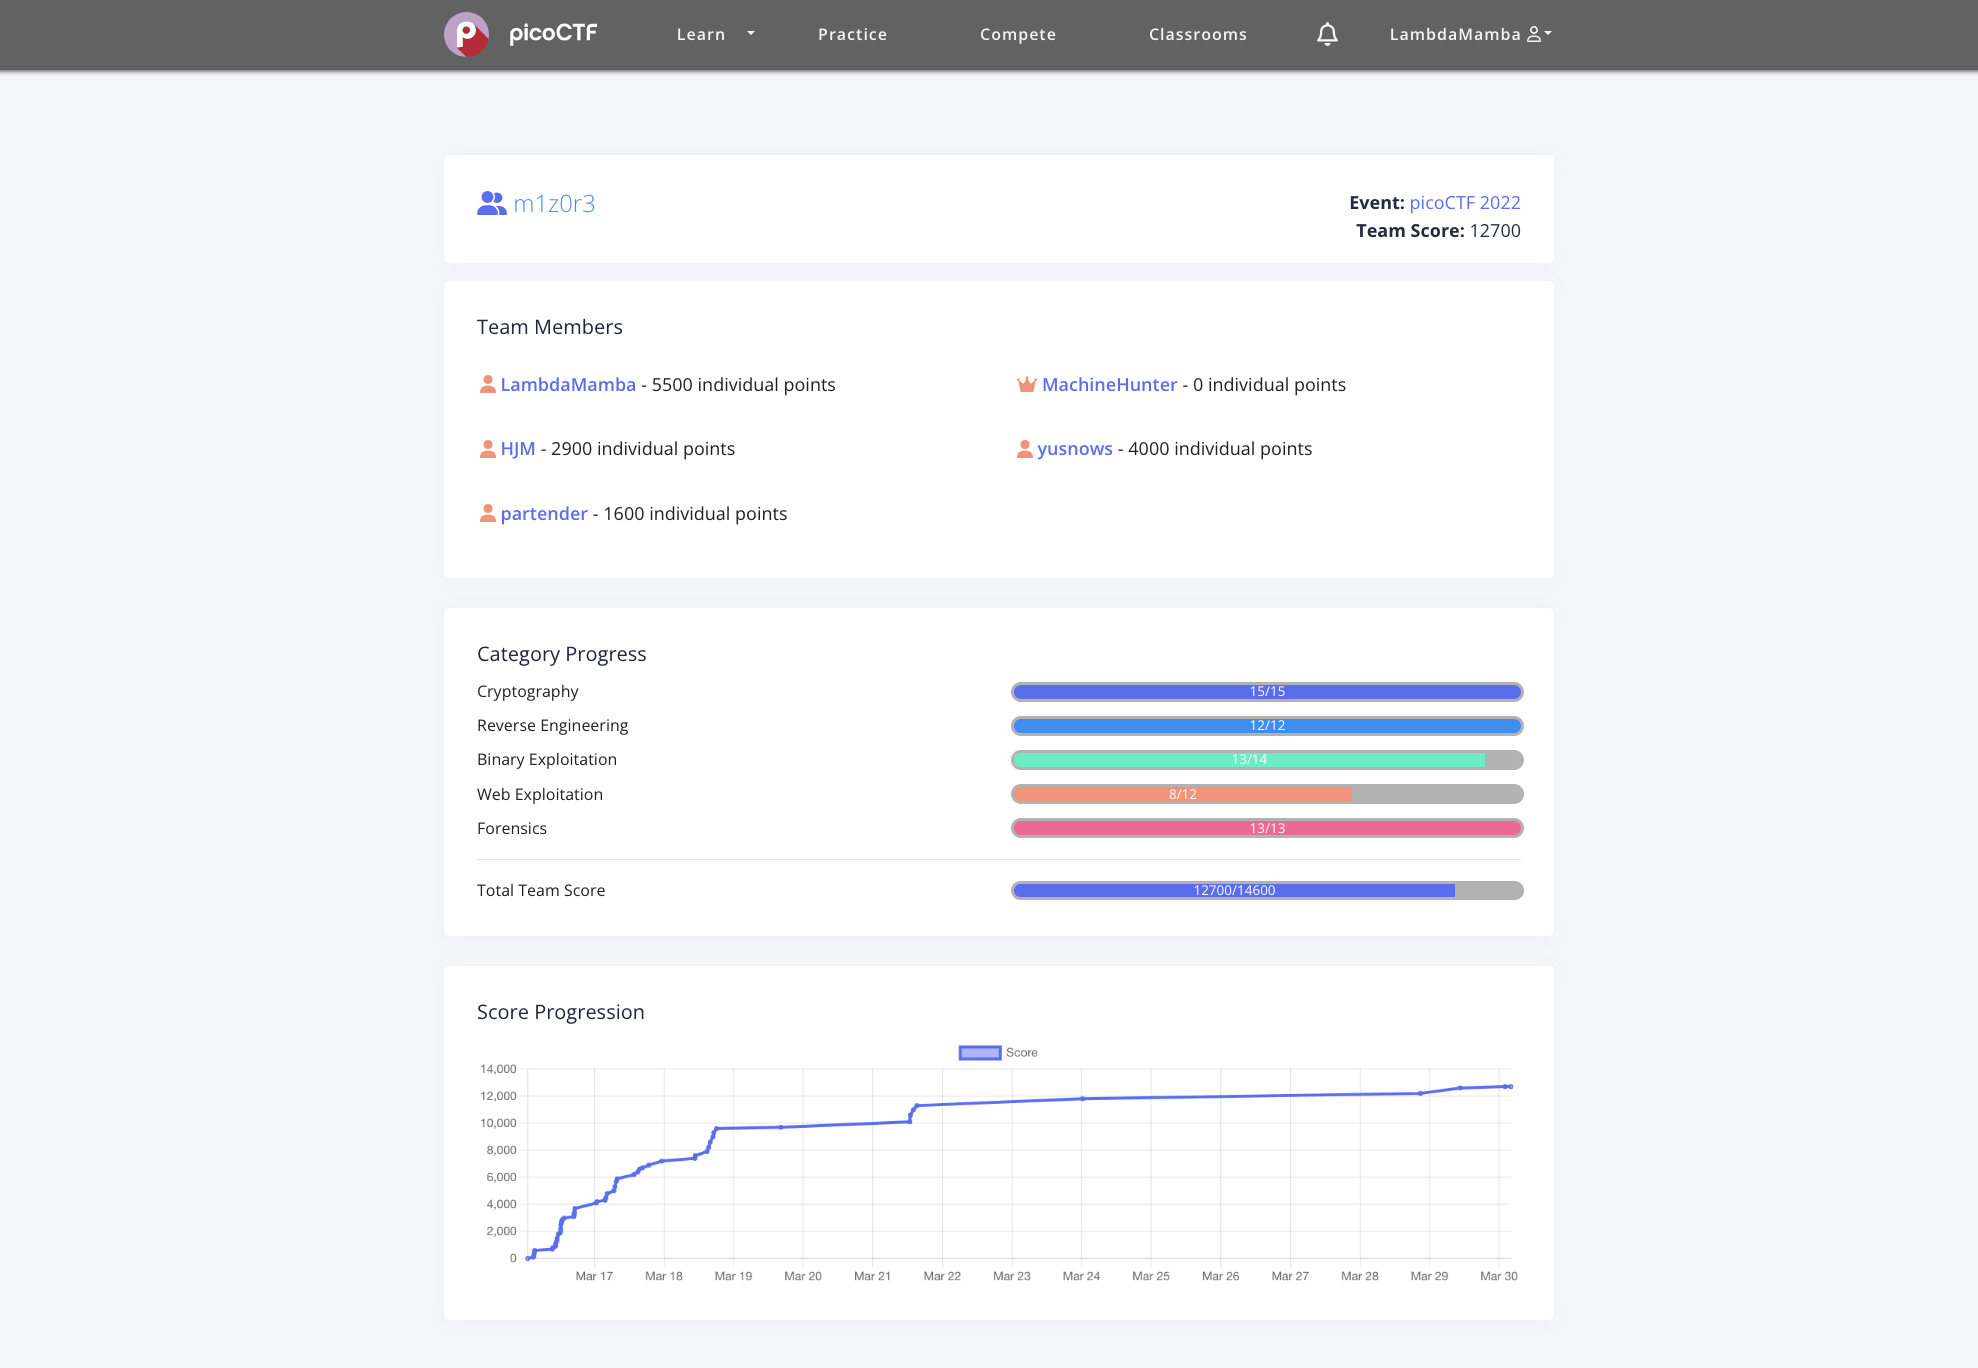 picoCTF Learn Practice Compete Classrooms LambdaMamba
m1z0r3
Event: picoCTF 2022
Team Score: 12700
Team Members
LambdaMamba - 5500 individual points
MachineHunter - 0 individual points
HJM - 2900 individual points
yusnows - 4000 individual points
partender - 1600 individual points
Category Progress
Cryptography 15/15
Reverse Engineering 12/12
Binary Exploitation 13/14
Web Exploitation 8/12
Forensics 13/13
Total Team Score 12700/14600
Score Progression
Score
14,000
12,000
10,000
8,000
6,000
4,000
2,000
0
Mar 17 Mar 18 Mar 19 Mar 20 Mar 21 Mar 22 Mar 23 Mar 24 Mar 25 Mar 26 Mar 27 Mar 28 Mar 29 Mar 30